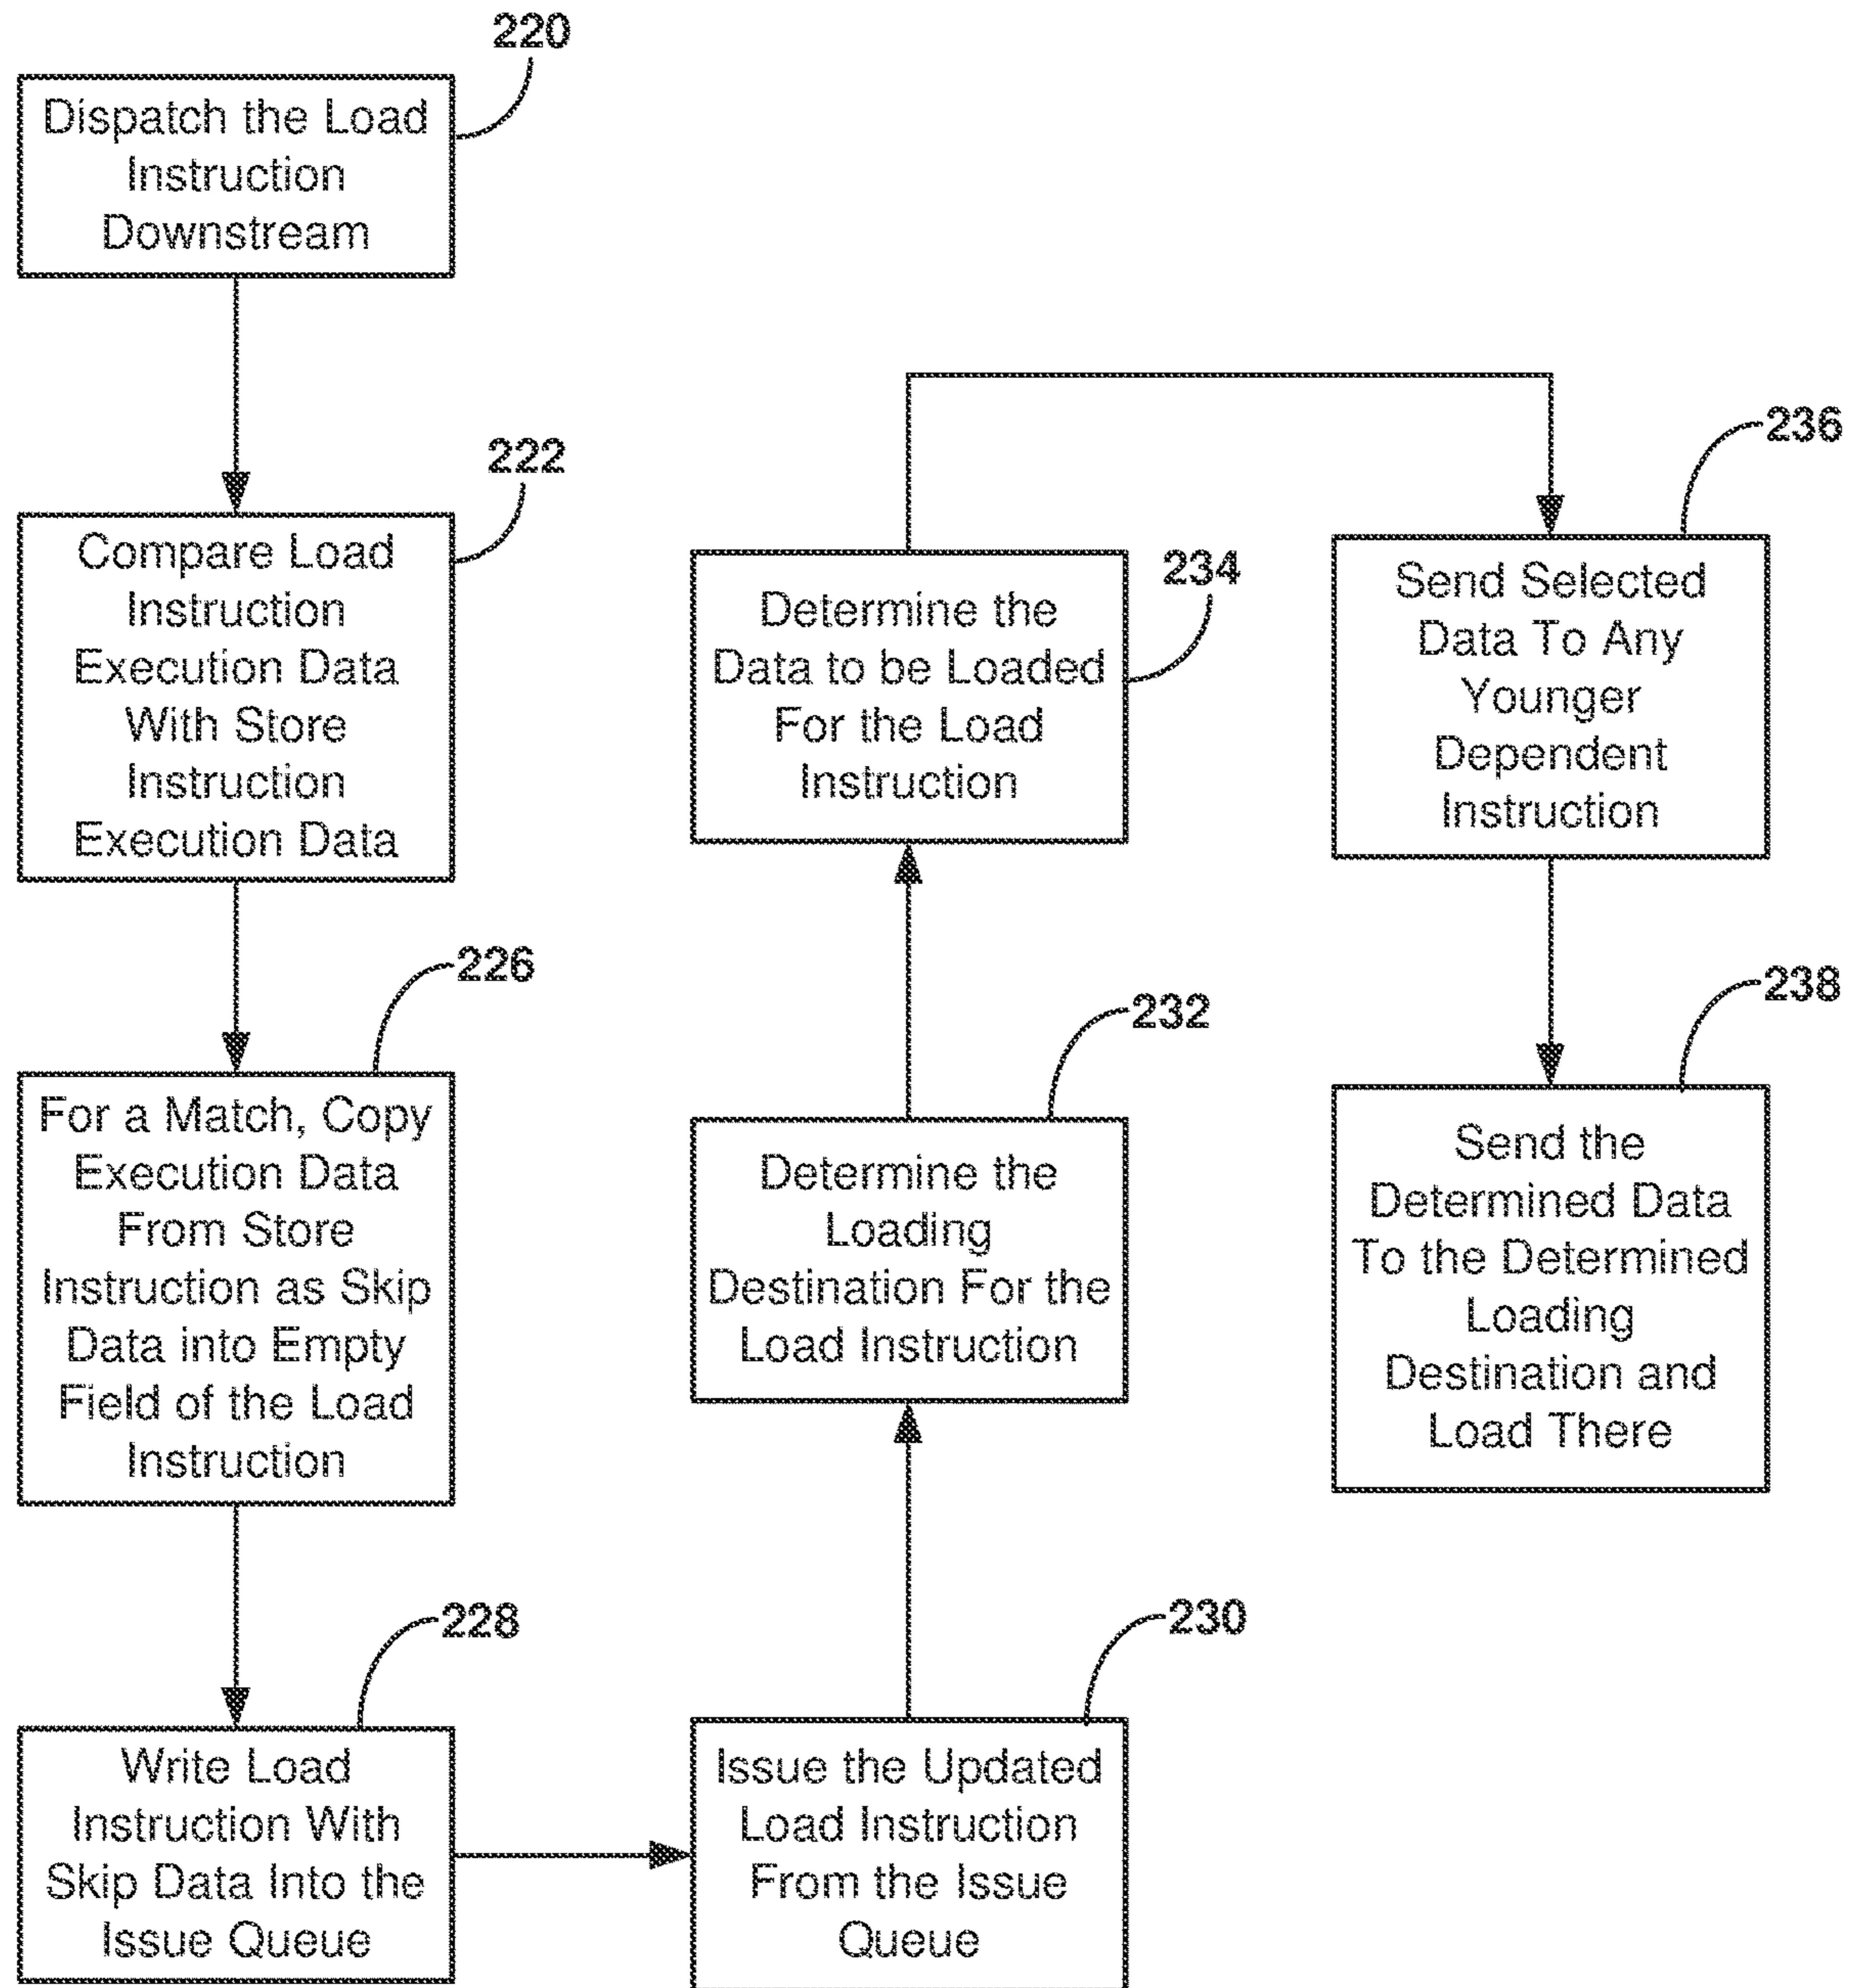 220
Dispatch the Load
Instruction
Downstream
222
Compare Load
Instruction
Execution Data
With Store
Instruction
Execution Data
226
For a Match, Copy
Execution Data
From Store
Instruction as Skip
Data into Empty
Field of the Load
Instruction
228
Write Load
Instruction With
Skip Data Into the
Issue Queue
230
Issue the Updated
Load Instruction
From the Issue
Queue
232
Determine the
Loading
Destination For the
Load Instruction
234
Determine the
Data to be Loaded
For the Load
Instruction
236
Send Selected
Data To Any
Younger
Dependent
Instruction
238
Send the
Determined Data
To the Determined
Loading
Destination and
Load There